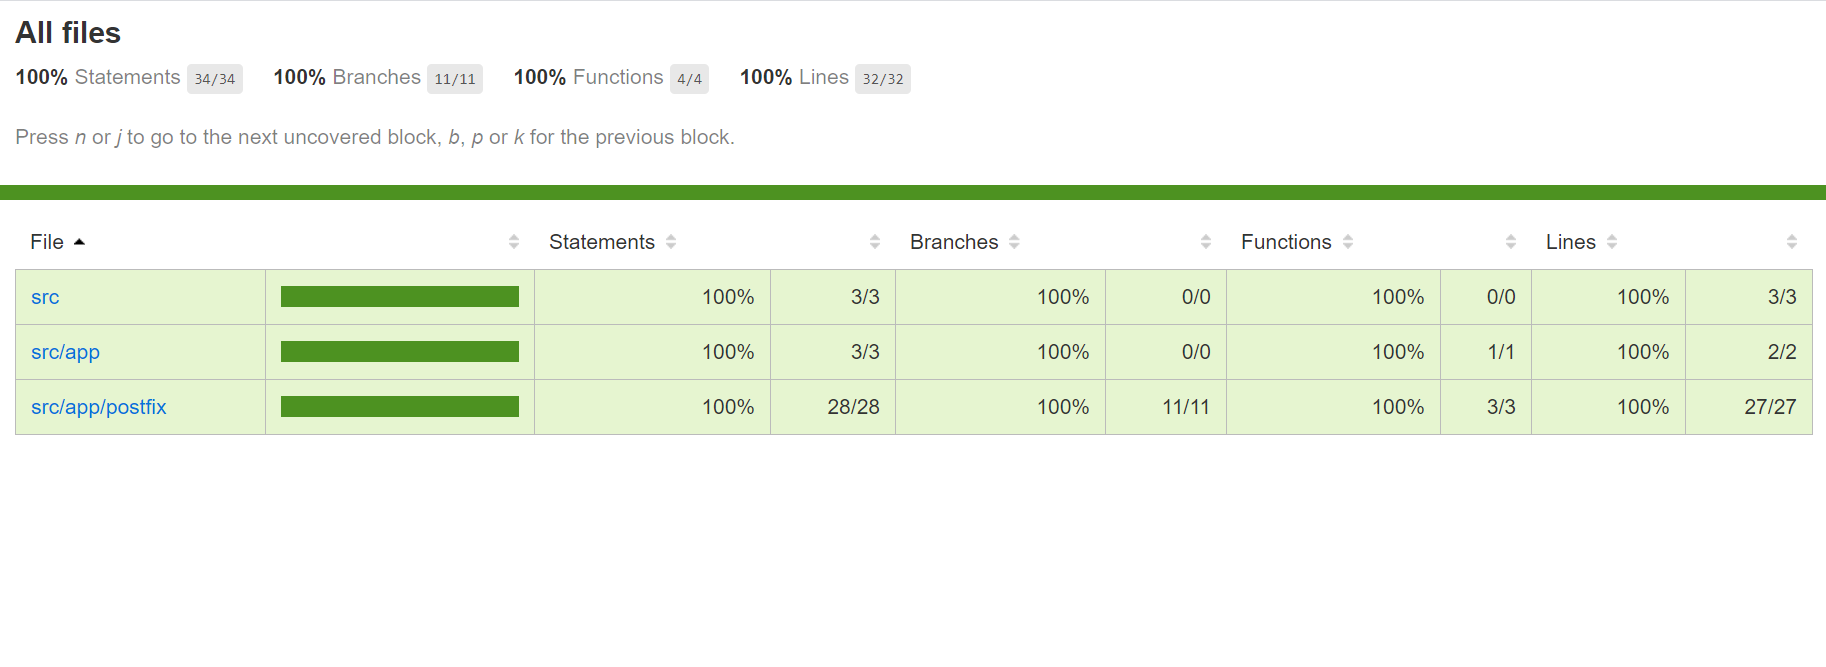 All files
100% Statements 34/34 100% Branches 11/11 100% Functions 4/4 100% Lines 32/32
Press n or j to go to the next uncovered block, b, p or k for the previous block.
File Statements Branches Functions Lines
src 100% 3/3 100% 0/0 100% 0/0 100% 3/3
src/app 100% 3/3 100% 0/0 100% 1/1 100% 2/2
src/app/postfix 100% 28/28 100% 11/11 100% 3/3 100% 27/27